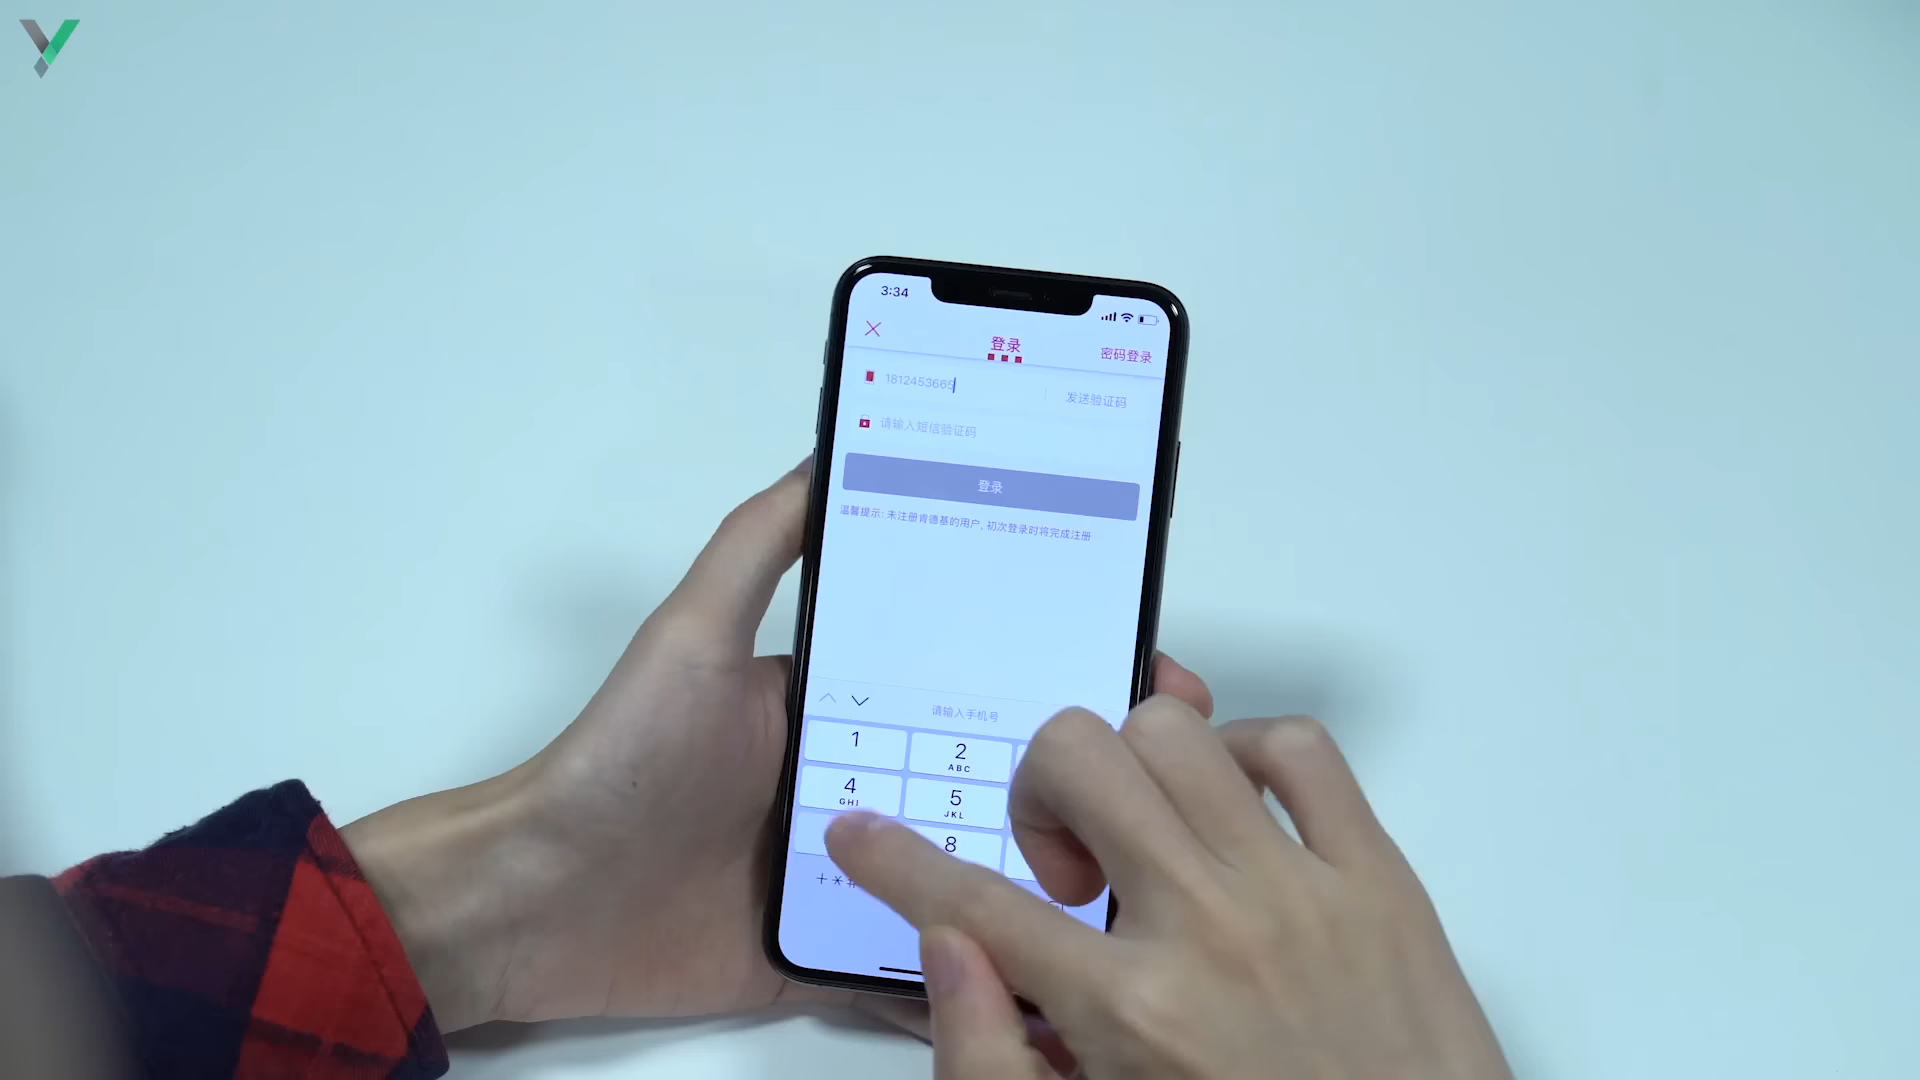 3:34
登录
密码登录
1812453665
发送验证码
请输入短信验证码
登录
温馨提示: 未注册肯德基的用户, 初次登录时将完成注册
请输入手机号
1
2
ABC
4
GHI
5
JKL
8
+*#